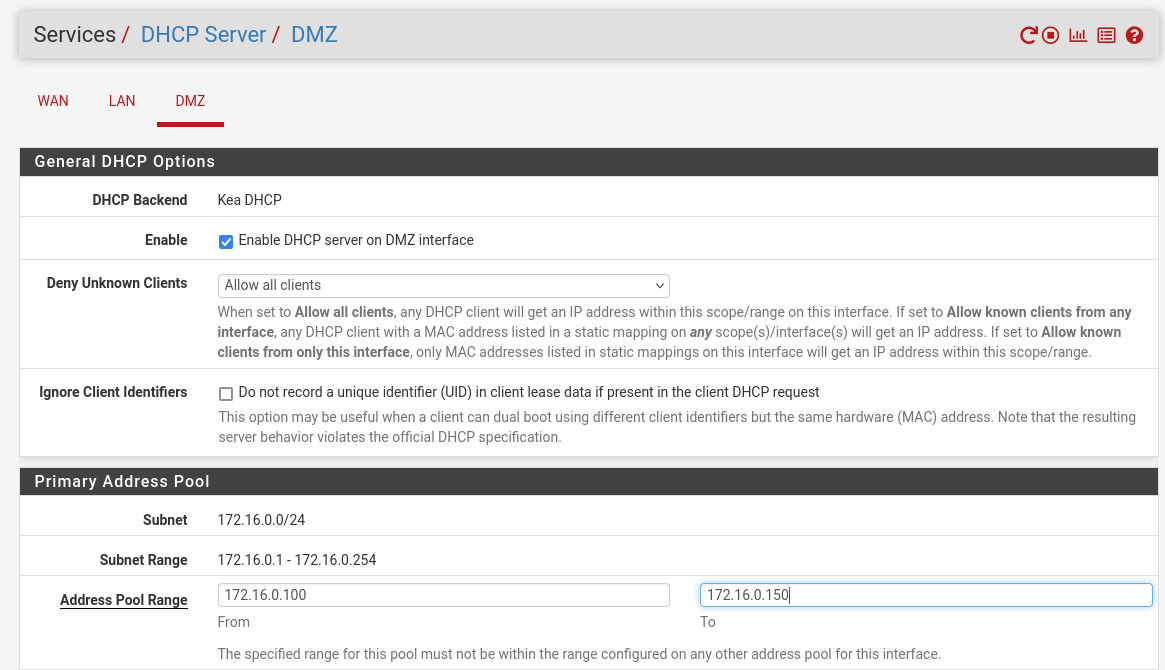 Services / DHCP Server / DMZ
WAN LAN DMZ
General DHCP Options
DHCP Backend Kea DHCP
Enable Enable DHCP server on DMZ interface
Deny Unknown Clients Allow all clients
When set to Allow all clients, any DHCP client will get an IP address within this scope/range on this interface. If set to Allow known clients from any
interface, any DHCP client with a MAC address listed in a static mapping on any scope(s)/interface(s) will get an IP address. If set to Allow known
clients from only this interface, only MAC addresses listed in static mappings on this interface will get an IP address within this scope/range.
Ignore Client Identifiers Do not record a unique identifier (UID) in client lease data if present in the client DHCP request
This option may be useful when a client can dual boot using different client identifiers but the same hardware (MAC) address. Note that the resulting
server behavior violates the official DHCP specification.
Primary Address Pool
Subnet 172.16.0.0/24
Subnet Range 172.16.0.1 - 172.16.0.254
Address Pool Range 172.16.0.100 172.16.0.150
From To
The specified range for this pool must not be within the range configured on any other address pool for this interface.